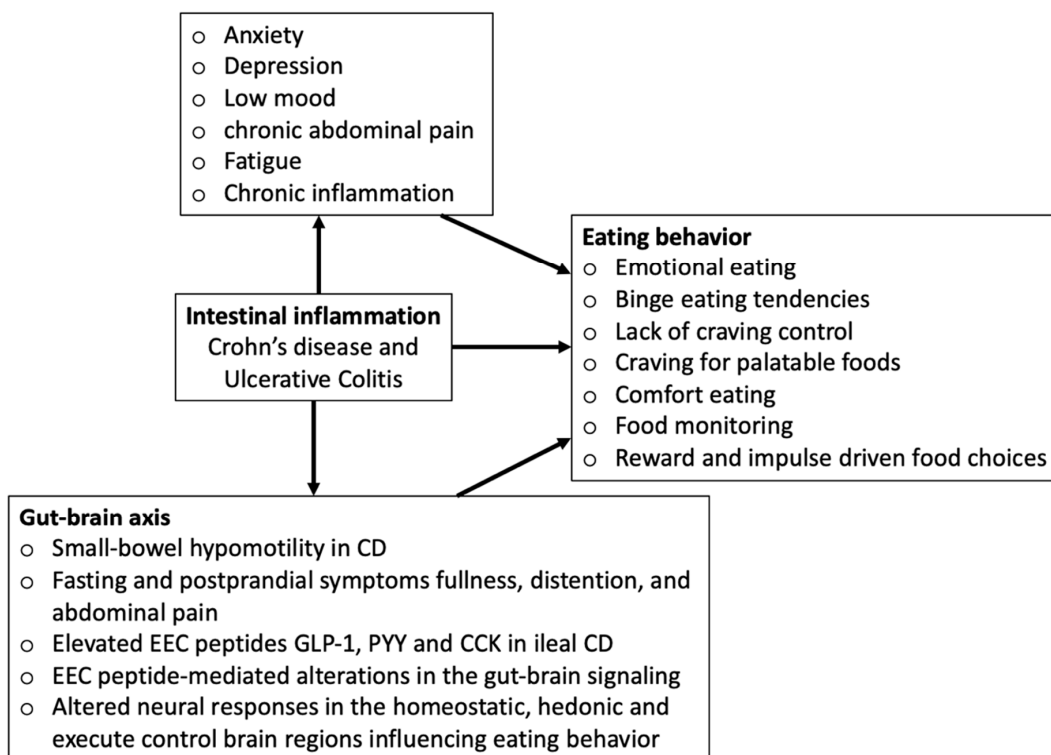 ○ Anxiety
○ Depression
○ Low mood
○ chronic abdominal pain
○ Fatigue
○ Chronic inflammation
Intestinal inflammation
Crohn’s disease and
Ulcerative Colitis
Eating behavior
○ Emotional eating
○ Binge eating tendencies
○ Lack of craving control
○ Craving for palatable foods
○ Comfort eating
○ Food monitoring
○ Reward and impulse driven food choices
Gut-brain axis
○ Small-bowel hypomotility in CD
○ Fasting and postprandial symptoms fullness, distention, and
abdominal pain
○ Elevated EEC peptides GLP-1, PYY and CCK in ileal CD
○ EEC peptide-mediated alterations in the gut-brain signaling
○ Altered neural responses in the homeostatic, hedonic and
execute control brain regions influencing eating behavior